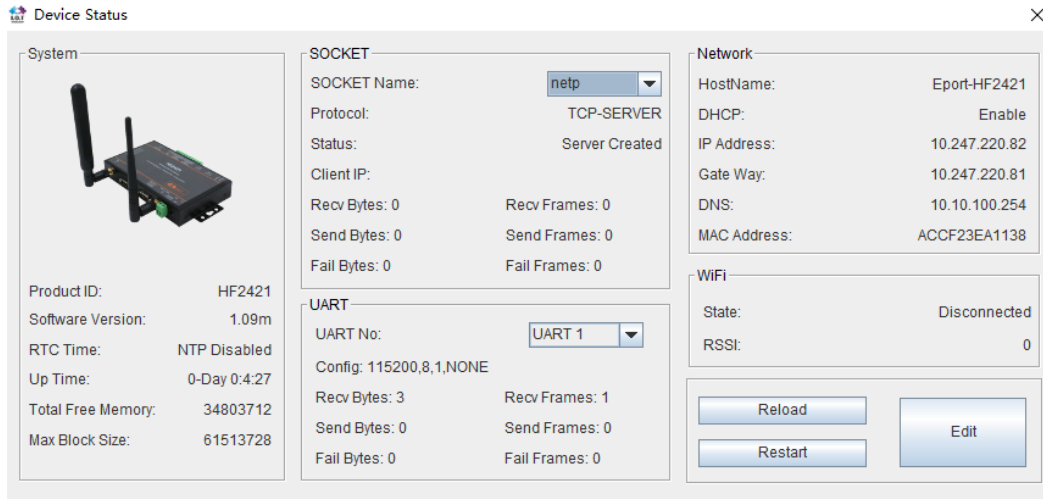 Device Status
System
Product ID: HF2421
Software Version: 1.09m
RTC Time: NTP Disabled
Up Time: 0-Day 0:4:27
Total Free Memory: 34803712
Max Block Size: 61513728
SOCKET
SOCKET Name: netp
Protocol: TCP-SERVER
Status: Server Created
Client IP:
Recv Bytes: 0 Recv Frames: 0
Send Bytes: 0 Send Frames: 0
Fail Bytes: 0 Fail Frames: 0
UART
UART No: UART 1
Config: 115200,8,1,NONE
Recv Bytes: 3 Recv Frames: 1
Send Bytes: 0 Send Frames: 0
Fail Bytes: 0 Fail Frames: 0
Network
HostName: Eport-HF2421
DHCP: Enable
IP Address: 10.247.220.82
Gate Way: 10.247.220.81
DNS: 10.10.100.254
MAC Address: ACCF23EA1138
WiFi
State: Disconnected
RSSI: 0
Reload
Restart
Edit